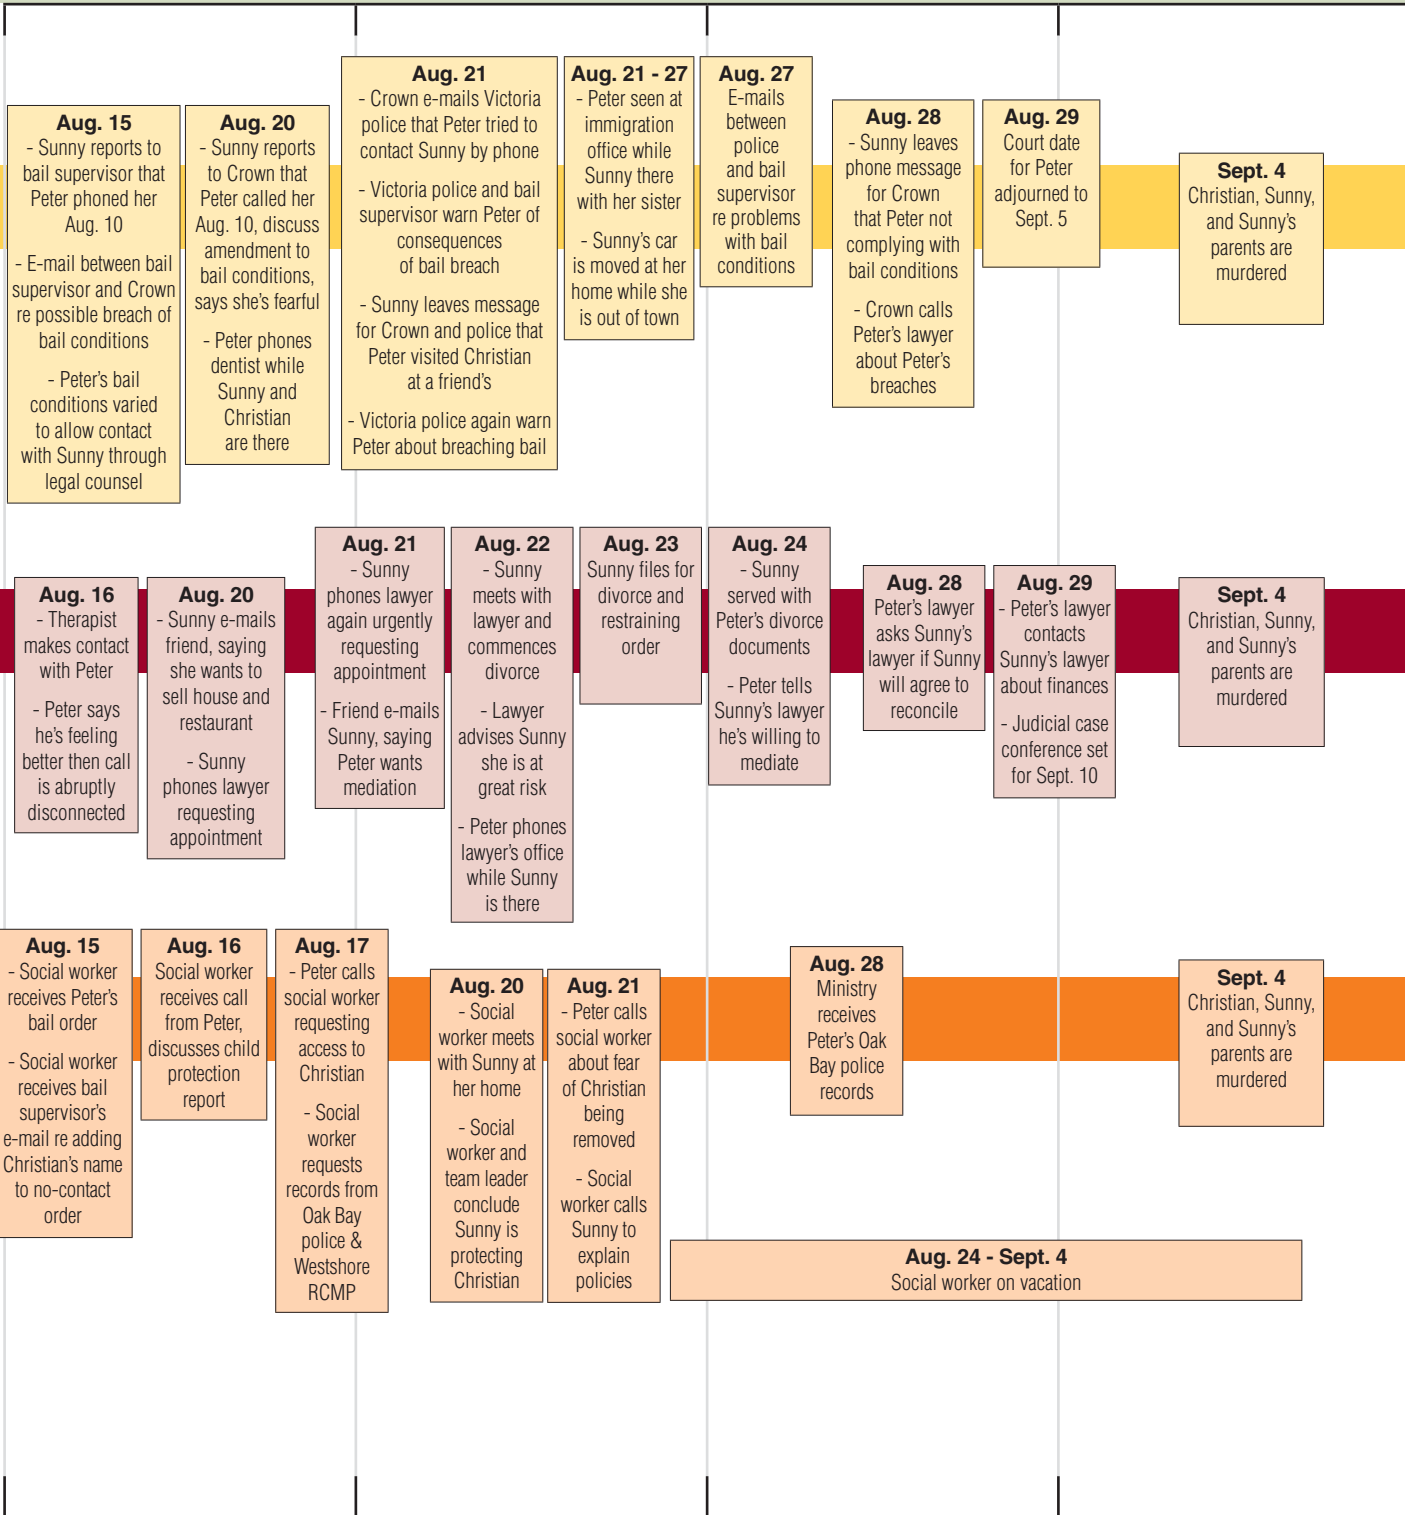 Aug. 15
- Sunny reports to
bail supervisor that
Peter phoned her
Aug. 10
- E-mail between bail
supervisor and Crown
re possible breach of
bail conditions
- Peter's bail
conditions varied
to allow contact
with Sunny through
legal counsel
Aug. 20
- Sunny reports
to Crown that
Peter called her
Aug. 10, discuss
amendment to
bail conditions,
says she's fearful
- Peter phones
dentist while
Sunny and
Christian
are there
Aug. 21
- Crown e-mails Victoria
police that Peter tried to
contact Sunny by phone
- Victoria police and bail
supervisor warn Peter of
consequences
of bail breach
- Sunny leaves message
for Crown and police that
Peter visited Christian
at a friend's
- Victoria police again warn
Peter about breaching bail
Aug. 21 - 27
- Peter seen at
immigration
office while
Sunny there
with her sister
- Sunny's car
is moved at her
home while she
is out of town
Aug. 27
E-mails
between
police
and bail
supervisor
re problems
with bail
conditions
Aug. 28
- Sunny leaves
phone message
for Crown
that Peter not
complying with
bail conditions
- Crown calls
Peter's lawyer
about Peter's
breaches
Aug. 29
Court date
for Peter
adjourned to
Sept. 5
Sept. 4
Christian, Sunny,
and Sunny's
parents are
murdered
Aug. 16
- Therapist
makes contact
with Peter
- Peter says
he's feeling
better then call
is abruptly
disconnected
Aug. 20
- Sunny e-mails
friend, saying
she wants to
sell house and
restaurant
- Sunny
phones lawyer
requesting
appointment
Aug. 21
- Sunny
phones lawyer
again urgently
requesting
appointment
- Friend e-mails
Sunny, saying
Peter wants
mediation
Aug. 22
- Sunny
meets with
lawyer and
commences
divorce
- Lawyer
advises Sunny
she is at
great risk
- Peter phones
lawyer's office
while Sunny
is there
Aug. 23
Sunny files for
divorce and
restraining
order
Aug. 24
- Sunny
served with
Peter's divorce
documents
- Peter tells
Sunny's lawyer
he's willing to
mediate
Aug. 28
Peter's lawyer
asks Sunny's
lawyer if Sunny
will agree to
reconcile
Aug. 29
- Peter's lawyer
contacts
Sunny's lawyer
about finances
- Judicial case
conference set
for Sept. 10
Sept. 4
Christian, Sunny,
and Sunny's
parents are
murdered
Aug. 15
- Social worker
receives Peter's
bail order
- Social worker
receives bail
supervisor's
e-mail re adding
Christian's name
to no-contact
order
Aug. 16
Social worker
receives call
from Peter,
discusses child
protection
report
Aug. 17
- Peter calls
social worker
requesting
access to
Christian
- Social
worker
requests
records from
Oak Bay
police &
Westshore
RCMP
Aug. 20
- Social
worker meets
with Sunny at
her home
- Social
worker and
team leader
conclude
Sunny is
protecting
Christian
Aug. 21
- Peter calls
social worker
about fear
of Christian
being
removed
- Social
worker calls
Sunny to
explain
policies
Aug. 28
Ministry
receives
Peter's Oak
Bay police
records
Sept. 4
Christian, Sunny,
and Sunny's
parents are
murdered
Aug. 24 - Sept. 4
Social worker on vacation